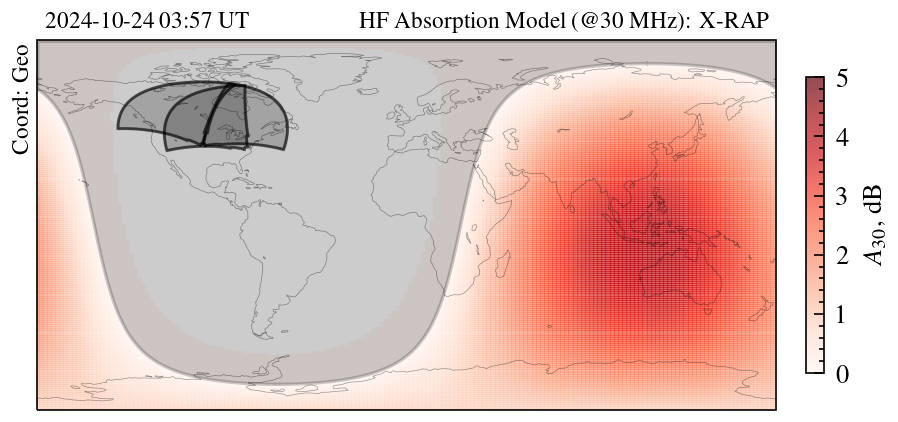 2024-10-24 03:57 UT
HF Absorption Model (@30 MHz): X-RAP
Coord: Geo
5
4
3
2
1
0
A30, dB